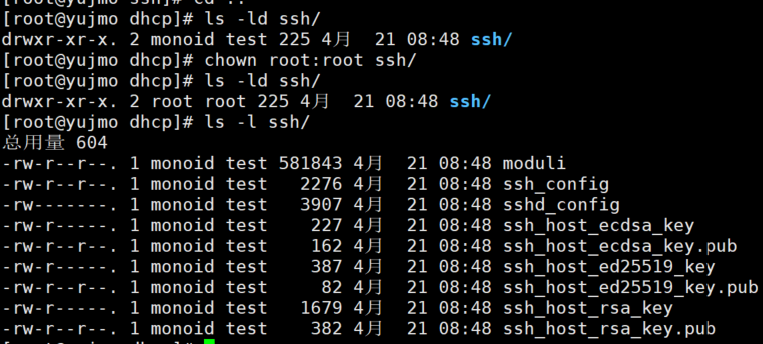 [root@yujmo ssh]# cd ..
[root@yujmo dhcp]# ls -ld ssh/
drwxr-xr-x. 2 monoid test 225 4月  21 08:48 ssh/
[root@yujmo dhcp]# chown root:root ssh/
[root@yujmo dhcp]# ls -ld ssh/
drwxr-xr-x. 2 root root 225 4月  21 08:48 ssh/
[root@yujmo dhcp]# ls -l ssh/
总用量 604
-rw-r--r--. 1 monoid test 581843 4月  21 08:48 moduli
-rw-r--r--. 1 monoid test   2276 4月  21 08:48 ssh_config
-rw-------. 1 monoid test   3907 4月  21 08:48 sshd_config
-rw-r-----. 1 monoid test    227 4月  21 08:48 ssh_host_ecdsa_key
-rw-r--r--. 1 monoid test    162 4月  21 08:48 ssh_host_ecdsa_key.pub
-rw-r-----. 1 monoid test    387 4月  21 08:48 ssh_host_ed25519_key
-rw-r--r--. 1 monoid test     82 4月  21 08:48 ssh_host_ed25519_key.pub
-rw-r-----. 1 monoid test   1679 4月  21 08:48 ssh_host_rsa_key
-rw-r--r--. 1 monoid test    382 4月  21 08:48 ssh_host_rsa_key.pub
[root@yujmo dhcp]#